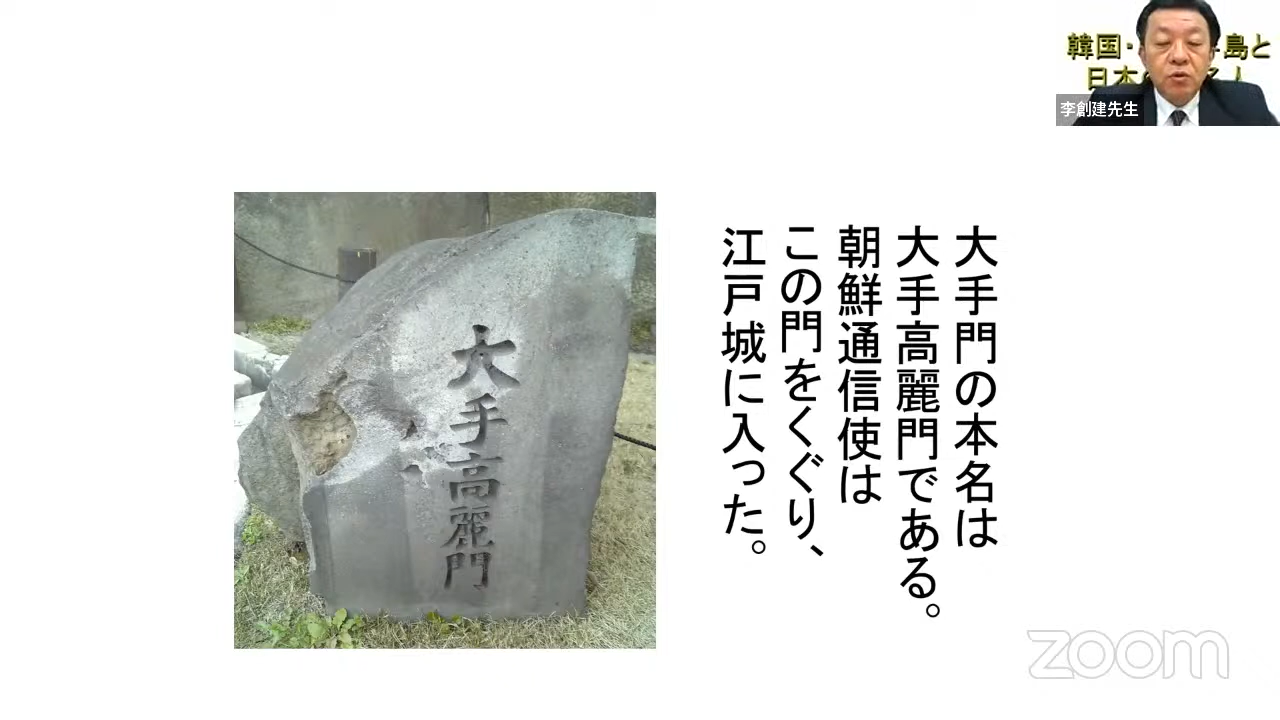 大手門の本名は
大手高麗門である。
朝鮮通信使は
この門をくぐり、
江戸城に入った。
大手高麗門
韓国・
島と
日本
李創建先生
zoom